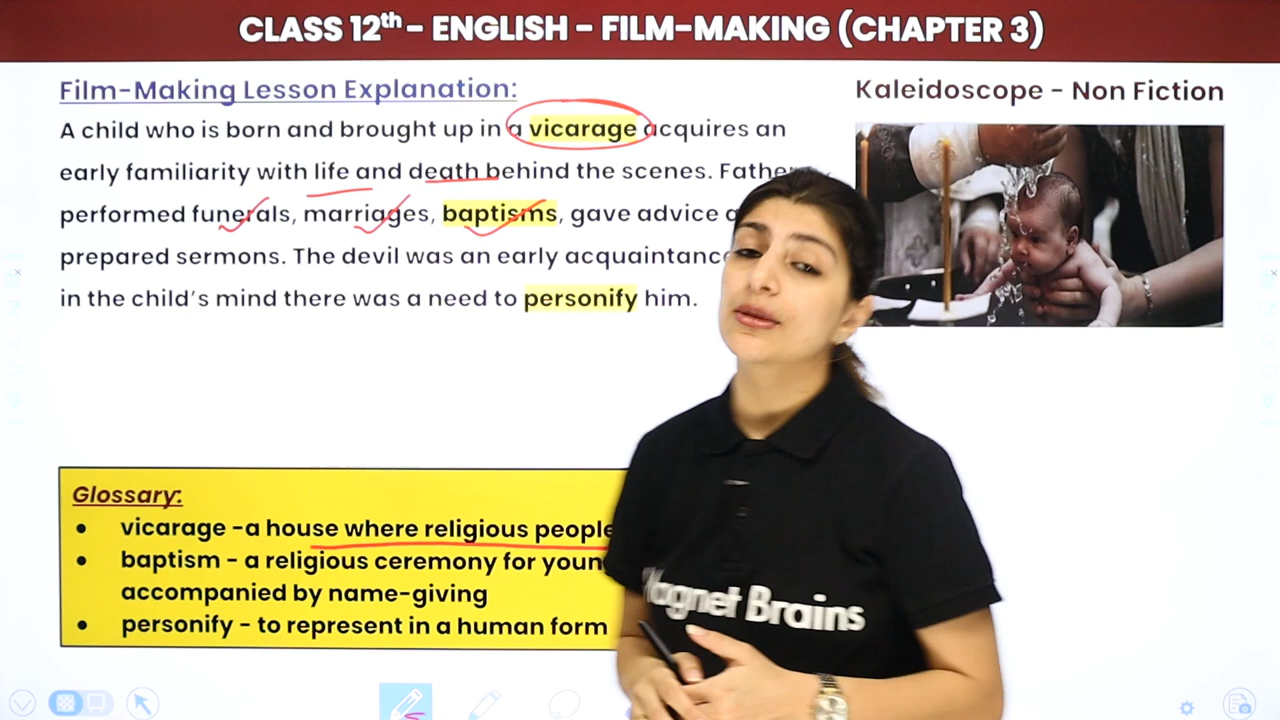 CLASS 12th - ENGLISH - FILM-MAKING (CHAPTER 3)
Film-Making Lesson Explanation:
Kaleidoscope - Non Fiction
A child who is born and brought up in a vicarage acquires an
early familiarity with life and death behind the scenes. Father
performed funerals, marriages, baptisms, gave advice
prepared sermons. The devil was an early acquaintance
in the child's mind there was a need to personify him.
Glossary:
• vicarage -a house where religious people
• baptism - a religious ceremony for
accompanied by name-giving
• personify - to represent in a human form
Magnet Brains